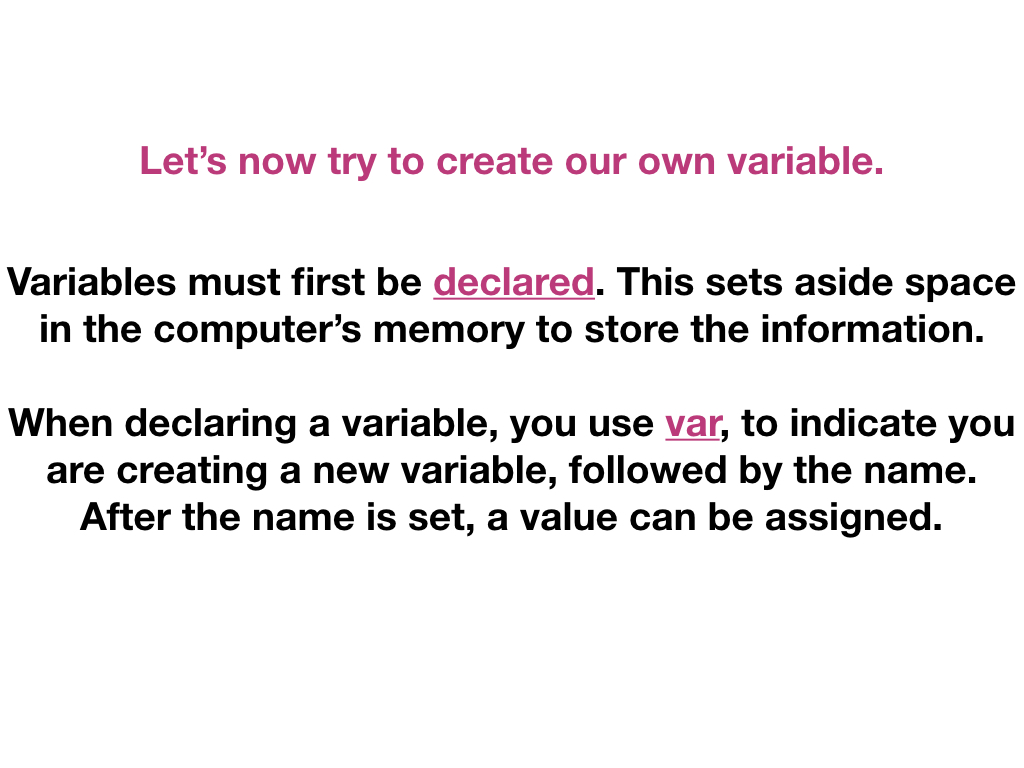 Let’s now try to create our own variable.
Variables must first be declared. This sets aside space
in the computer’s memory to store the information.
When declaring a variable, you use var, to indicate you
are creating a new variable, followed by the name.
After the name is set, a value can be assigned.